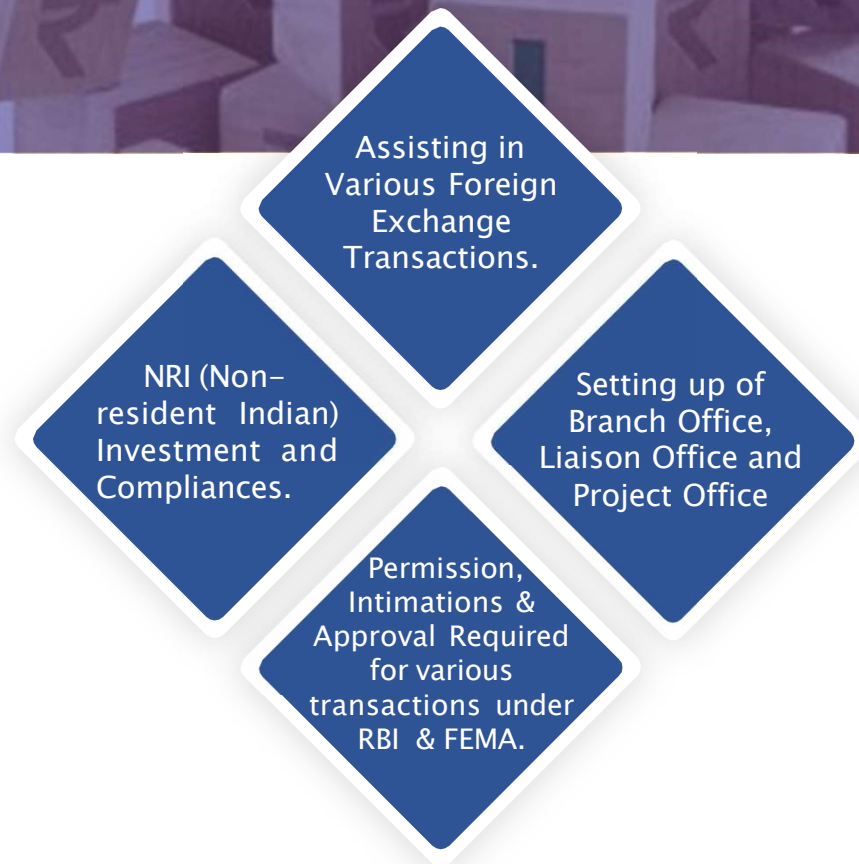 Assisting in
Various Foreign
Exchange
Transactions.
NRI (Non-
resident Indian)
Investment and
Compliances.
Setting up of
Branch Office,
Liaison Office and
Project Office
Permission,
Intimations &
Approval Required
for various
transactions under
RBI & FEMA.